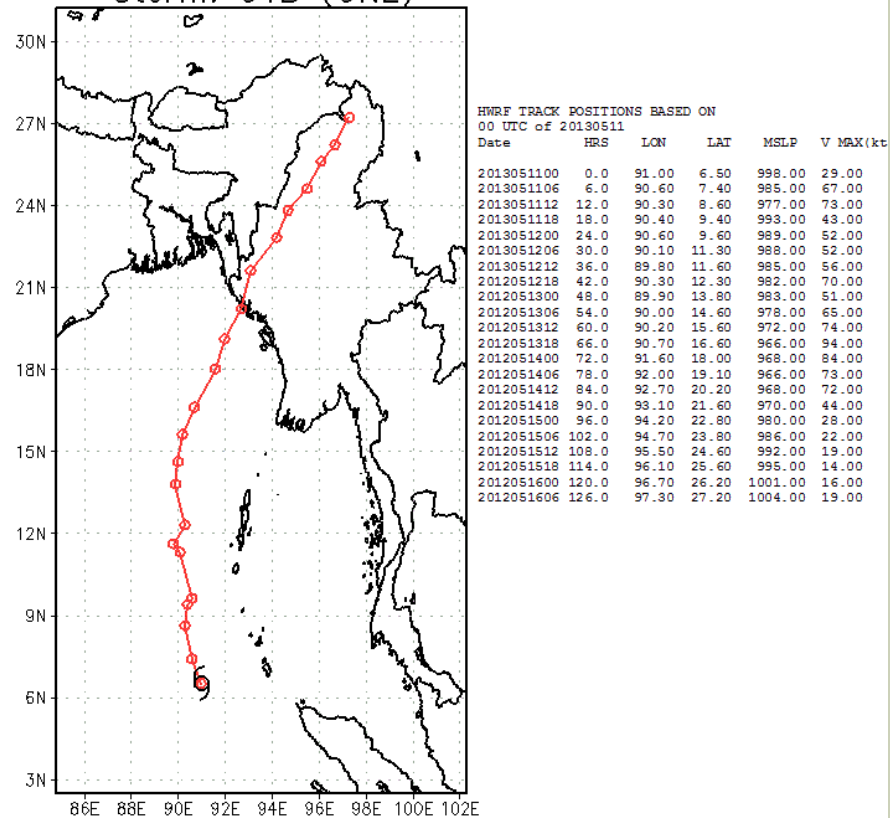 30N
27N
24N
21N
18N
15N
12N
9N
6N
3N
86E 88E 90E 92E 94E 96E 98E 100E 102E
HWRF TRACK POSITIONS BASED ON
00 UTC of 20130511
Date HRS LON LAT MSLP V MAX(kt
2013051100 0.0 91.00 6.50 998.00 29.00
2013051106 6.0 90.60 7.40 985.00 67.00
2013051112 12.0 90.30 8.60 977.00 73.00
2013051118 18.0 90.40 9.40 993.00 43.00
2013051200 24.0 90.60 9.60 989.00 52.00
2013051206 30.0 90.10 11.30 988.00 52.00
2013051212 36.0 89.80 11.60 985.00 56.00
2012051218 42.0 90.30 12.30 982.00 70.00
2012051300 48.0 89.90 13.80 983.00 51.00
2012051306 54.0 90.00 14.60 978.00 65.00
2012051312 60.0 90.20 15.60 972.00 74.00
2012051318 66.0 90.70 16.60 966.00 94.00
2012051400 72.0 91.60 18.00 968.00 84.00
2012051406 78.0 92.00 19.10 966.00 73.00
2012051412 84.0 92.70 20.20 968.00 72.00
2012051418 90.0 93.10 21.60 970.00 44.00
2012051500 96.0 94.20 22.80 980.00 28.00
2012051506 102.0 94.70 23.80 986.00 22.00
2012051512 108.0 95.50 24.60 992.00 19.00
2012051518 114.0 96.10 25.60 995.00 14.00
2012051600 120.0 96.70 26.20 1001.00 16.00
2012051606 126.0 97.30 27.20 1004.00 19.00